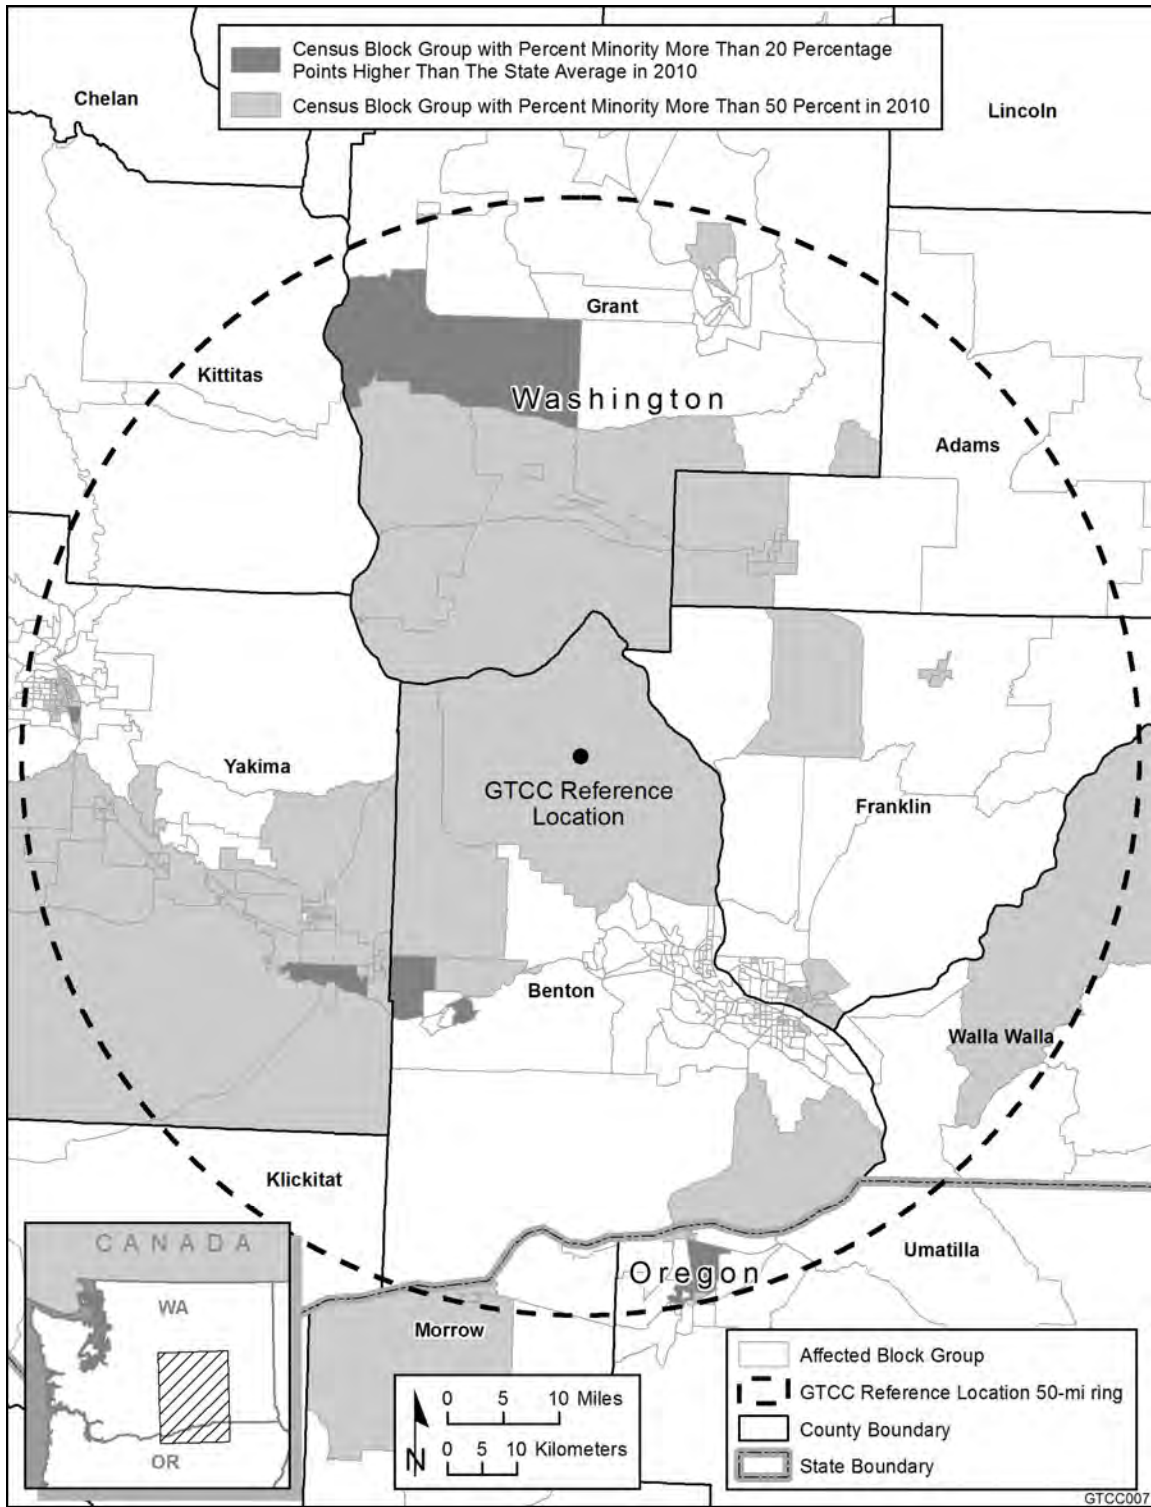 Census Block Group with Percent Minority More Than 20 Percentage
Points Higher Than The State Average in 2010
Census Block Group with Percent Minority More Than 50 Percent in 2010
Chelan
Lincoln
Grant
Kittitas
Washington
Adams
Yakima
GTCC Reference
Location
Franklin
Benton
Walla Walla
Klickitat
Umatilla
Oregon
Morrow
CANADA
WA
OR
0 5 10 Miles
0 5 10 Kilometers
N
Affected Block Group
GTCC Reference Location 50-mi ring
County Boundary
State Boundary
GTCC007